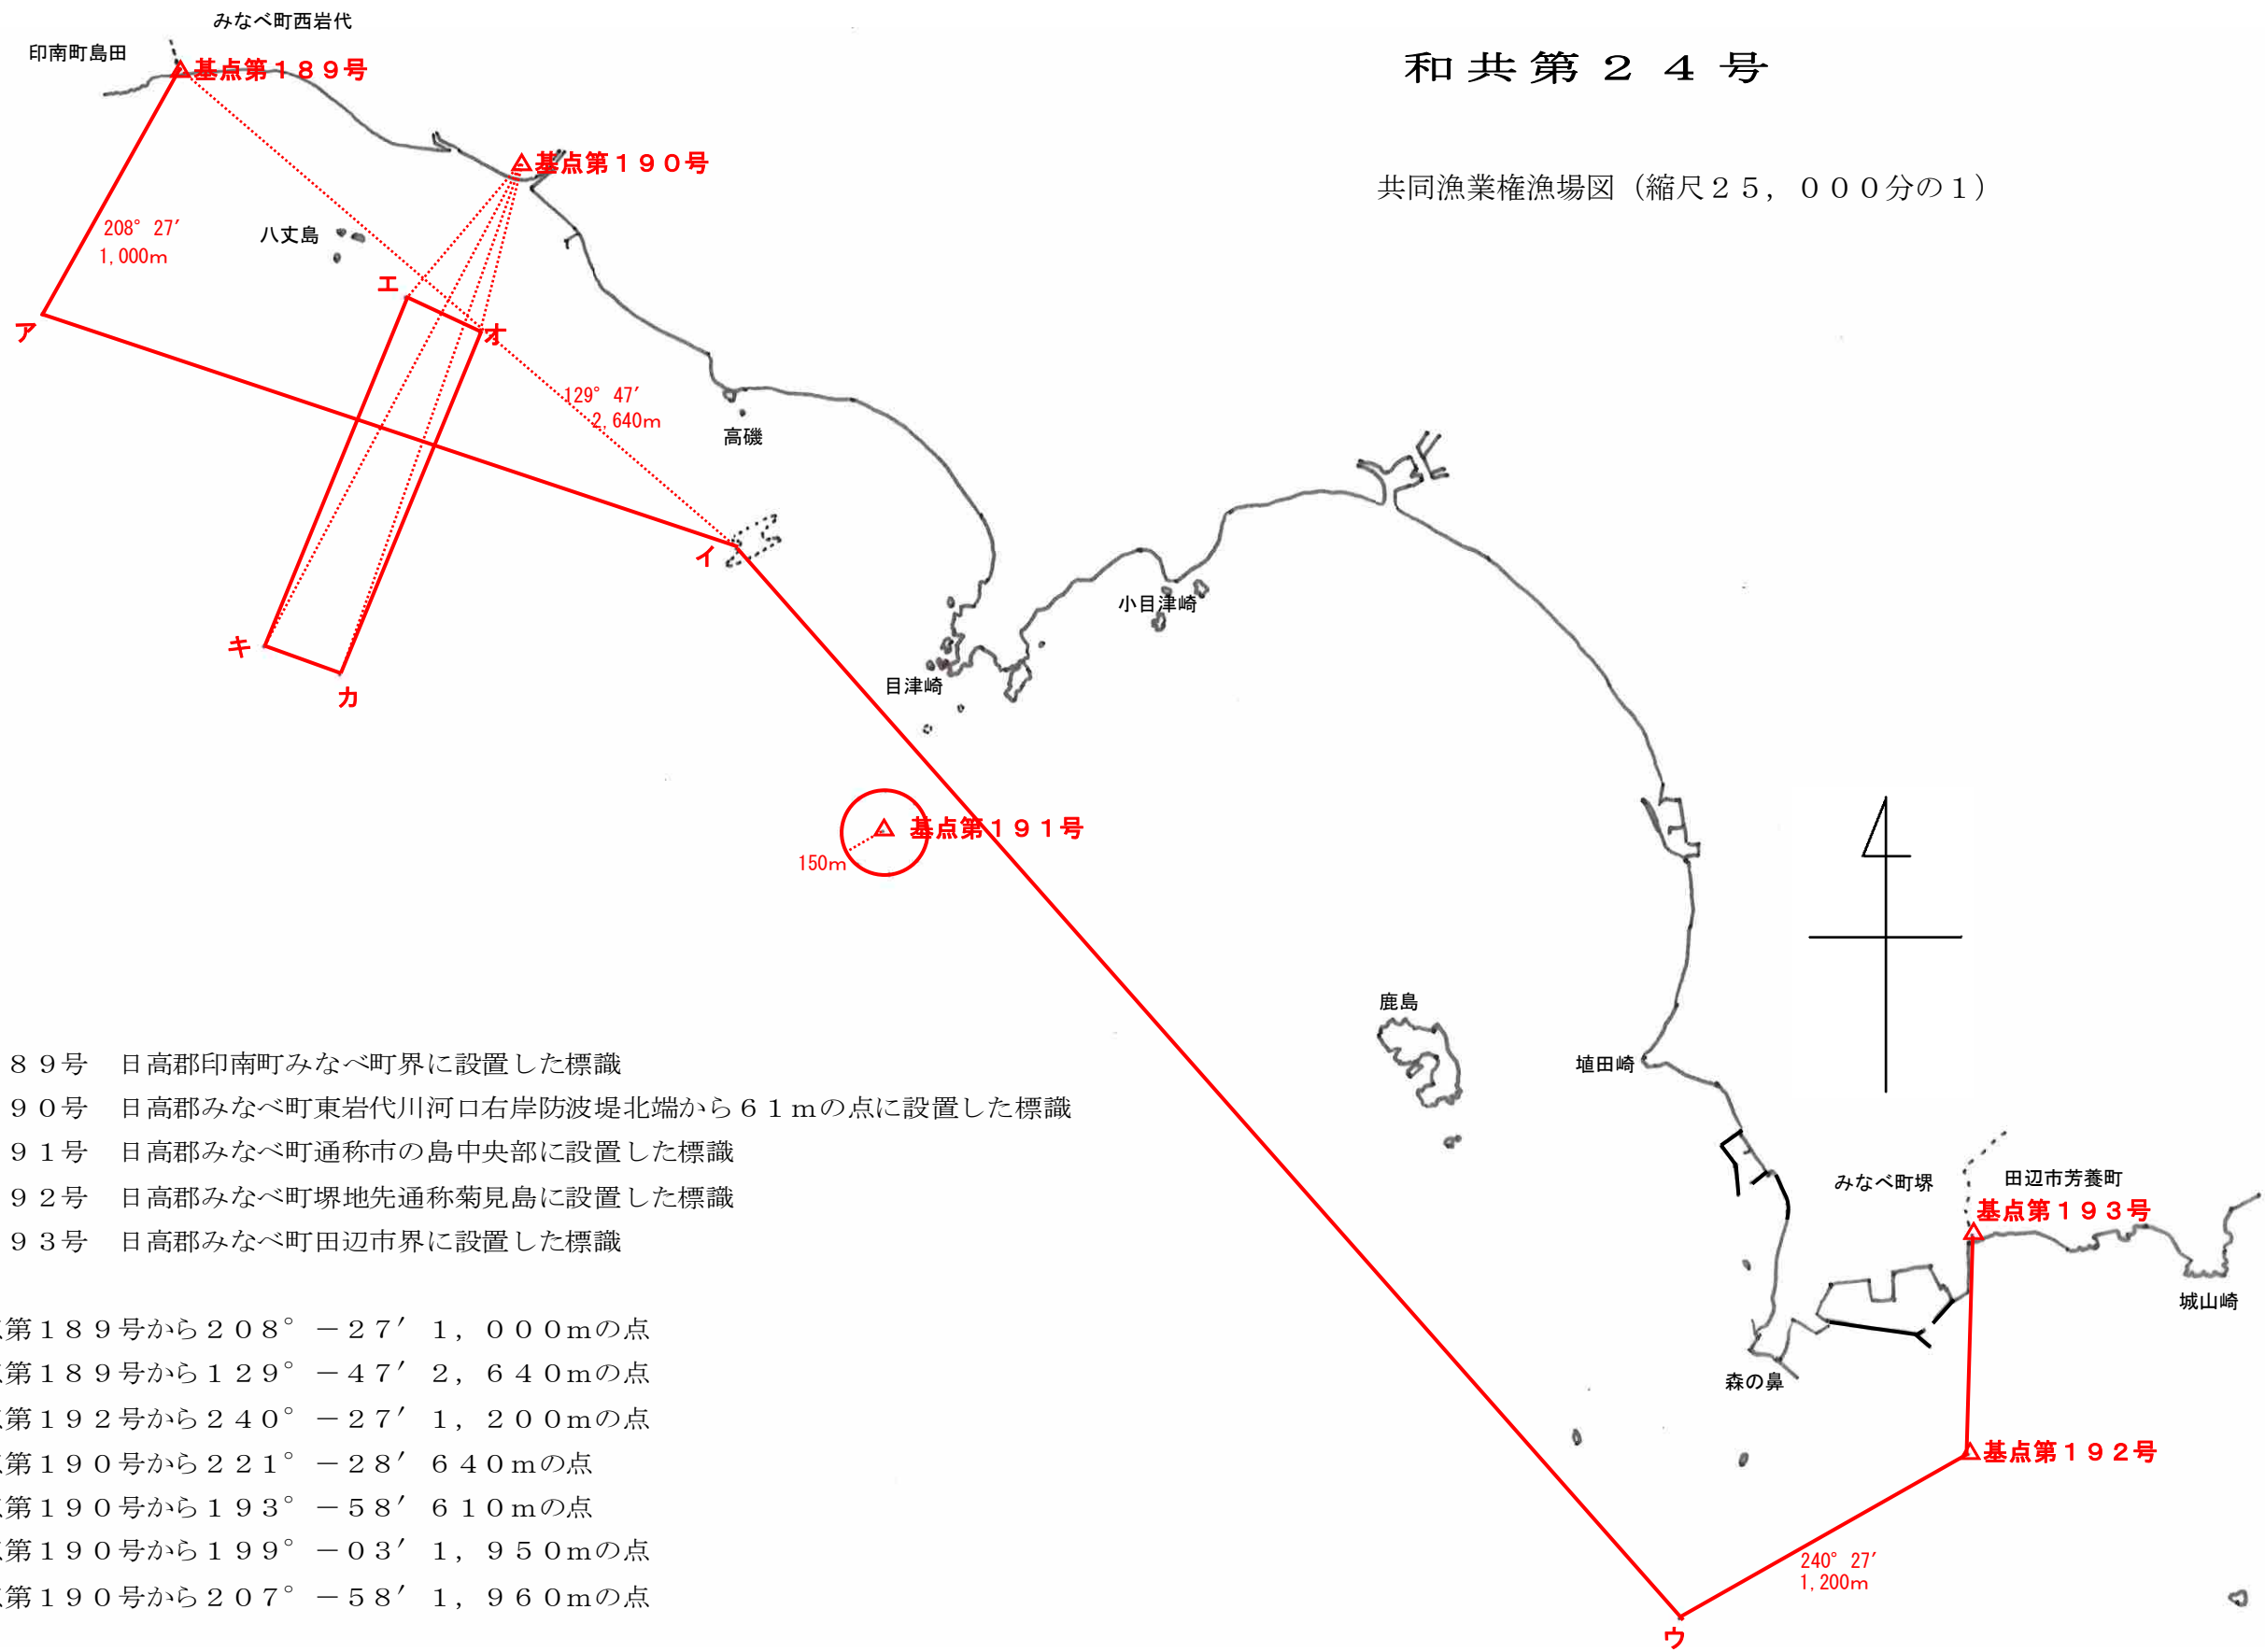 和共第２４号
共同漁業権漁場図（縮尺２５，０００分の１）
みなべ町西岩代
印南町島田
基点第１８９号
基点第１９０号
208°27′
1,000m
八丈島
エ
ア
オ
129°47′
2,640m
高磯
イ
キ
カ
小目津崎
目津崎
基点第１９１号
150m
鹿島
埴田崎
みなべ町堺
田辺市芳養町
基点第１９３号
城山崎
森の鼻
基点第１９２号
240°27′
1,200m
ウ
８９号　日高郡印南町みなべ町界に設置した標識
９０号　日高郡みなべ町東岩代川河口右岸防波堤北端から６１ｍの点に設置した標識
９１号　日高郡みなべ町通称市の島中央部に設置した標識
９２号　日高郡みなべ町堺地先通称菊見島に設置した標識
９３号　日高郡みなべ町田辺市界に設置した標識
第１８９号から２０８°－２７′１，０００ｍの点
第１８９号から１２９°－４７′２，６４０ｍの点
第１９２号から２４０°－２７′１，２００ｍの点
第１９０号から２２１°－２８′６４０ｍの点
第１９０号から１９３°－５８′６１０ｍの点
第１９０号から１９９°－０３′１，９５０ｍの点
第１９０号から２０７°－５８′１，９６０ｍの点